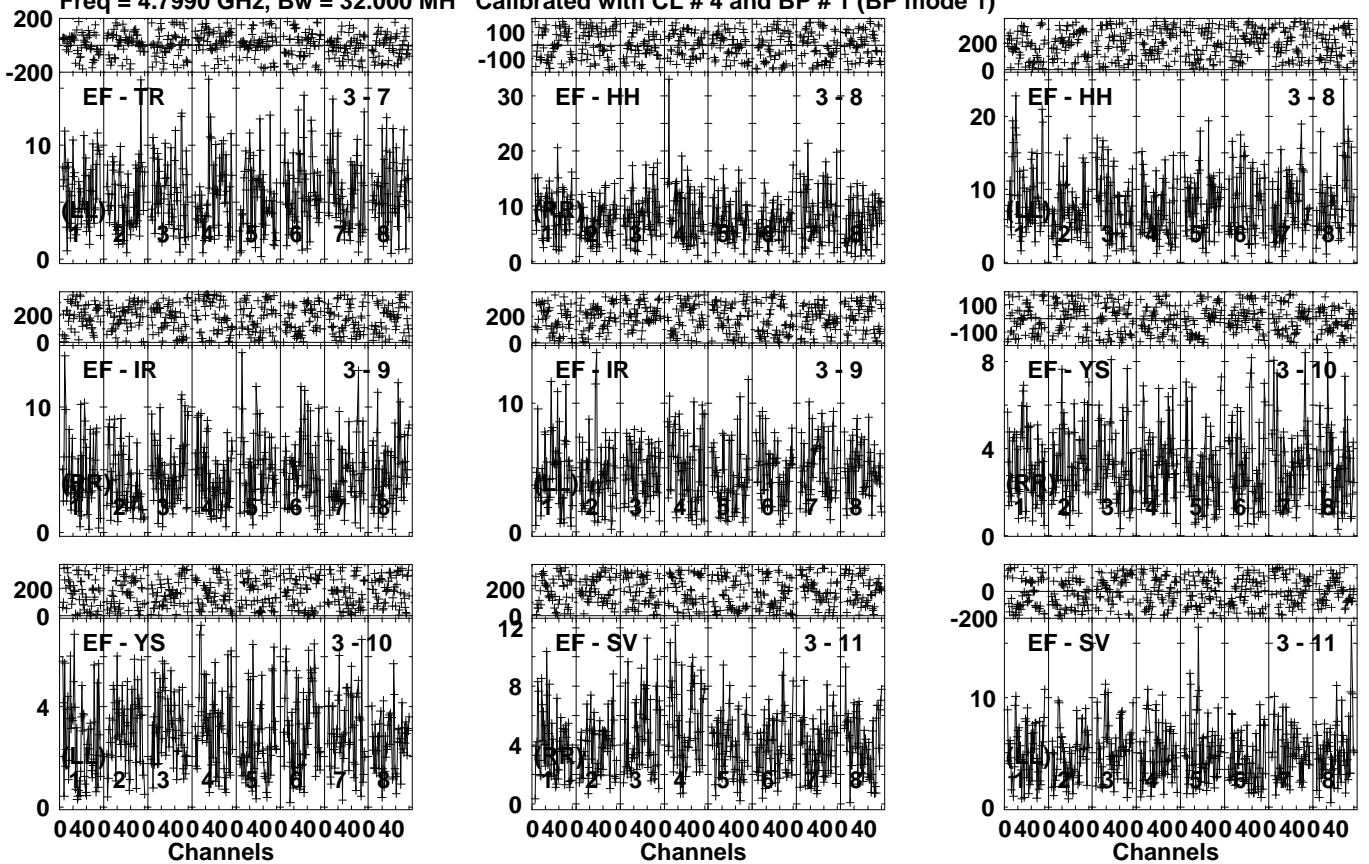 Freq = 4.7990 GHz, Bw = 32.000 MH Calibrated with CL # 4 and BP # 1 (BP mode 1)
200
-200
EF - TR 3 - 7
10
(LL)
1 2 3 4 5 6 7 8
0
100
-100
EF - HH 3 - 8
30
20
10
(RR)
1 2 3 4 5 6 7 8
0
200
0
EF - HH 3 - 8
20
10
(LL)
1 2 3 4 5 6 7 8
0
200
0
EF - IR 3 - 9
10
(RR)
1 2 3 4 5 6 7 8
0
200
0
EF - IR 3 - 9
10
(LL)
1 2 3 4 5 6 7 8
0
100
-100
8
EF - YS 3 - 10
4
(RR)
1 2 3 4 5 6 7 8
0
200
0
EF - YS 3 - 10
4
(LL)
1 2 3 4 5 6 7 8
0
0 40 0 40 0 40 0 40 0 40 0 40 0 40 0 40
Channels
200
0
12
EF - SV 3 - 11
8
4
(RR)
1 2 3 4 5 6 7 8
0
0 40 0 40 0 40 0 40 0 40 0 40 0 40 0 40
Channels
0
-200
EF - SV 3 - 11
10
(LL)
1 2 3 4 5 6 7 8
0
0 40 0 40 0 40 0 40 0 40 0 40 0 40 0 40
Channels